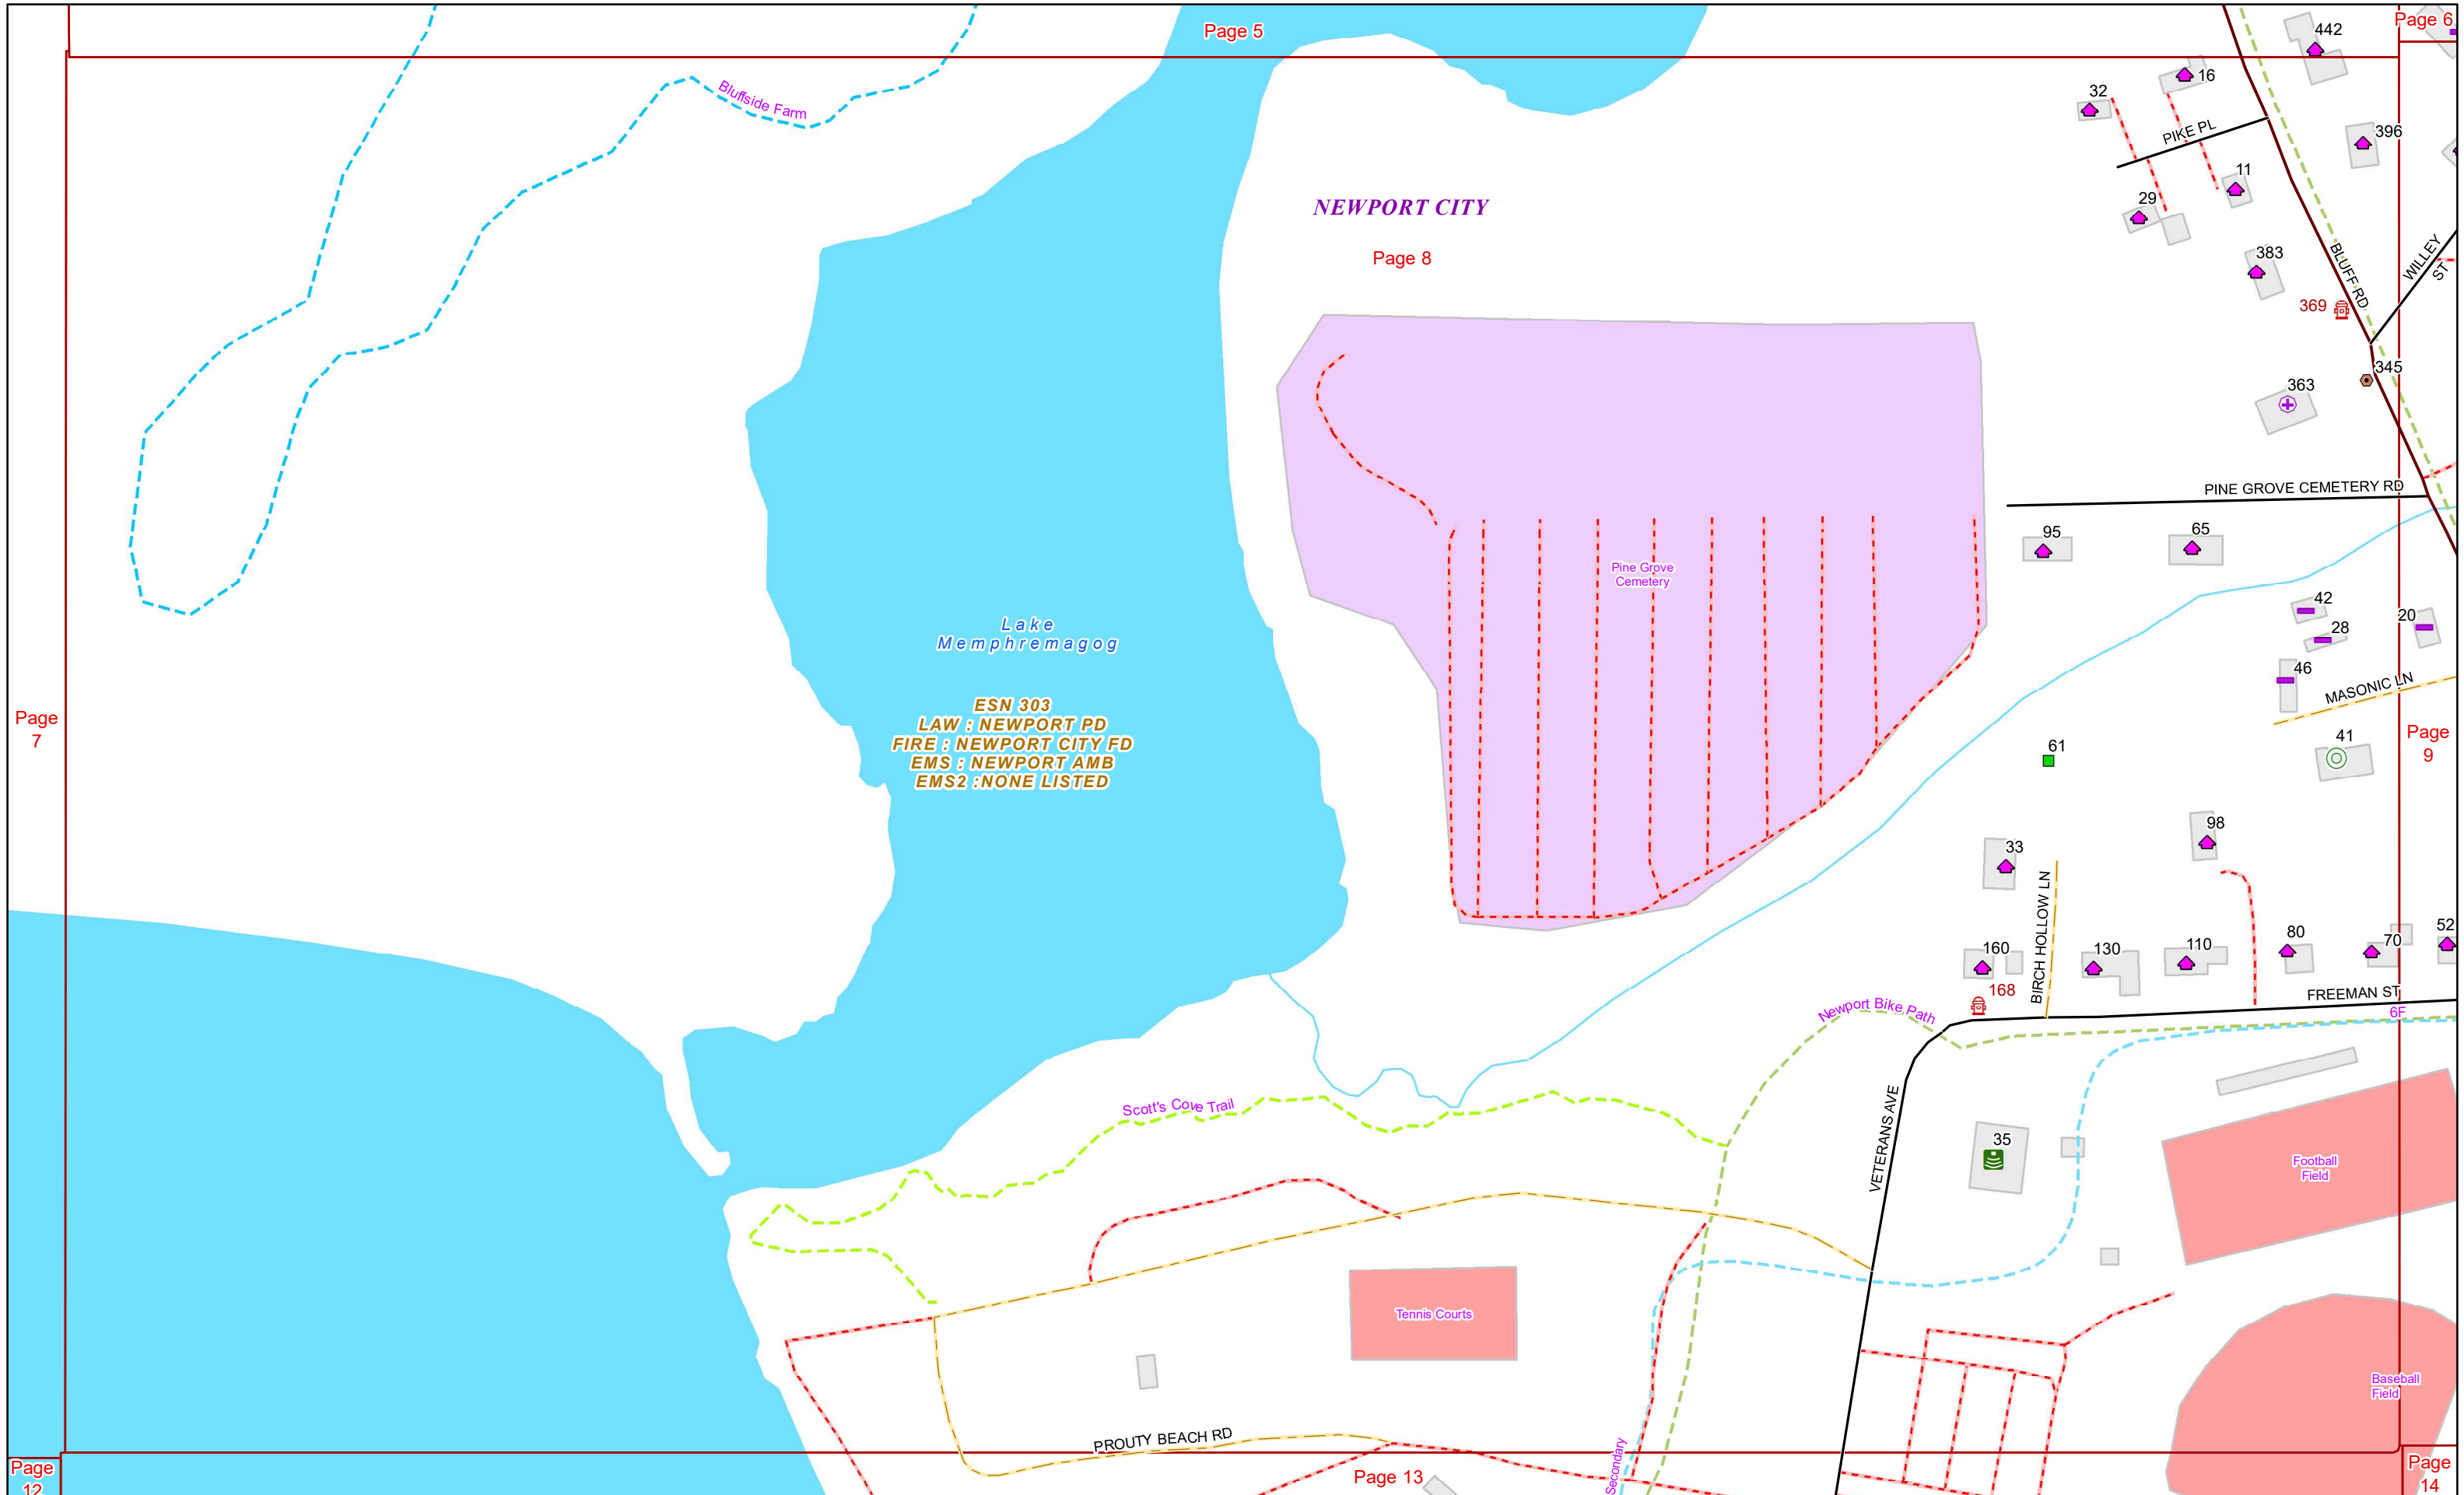 Page 5
Page 6
442
16
32
Bluffside Farm
PIKE PL
396
11
NEWPORT CITY
29
Page 8
383
BLUFF RD
WILLEY
ST
369
345
363
PINE GROVE CEMETERY RD
95
65
Pine Grove
Cemetery
42
20
28
Lake
Memphremagog
46
MASONIC LN
ESN 303
LAW : NEWPORT PD
FIRE : NEWPORT CITY FD
EMS : NEWPORT AMB
EMS2 :NONE LISTED
Page
7
Page
9
41
61
98
33
BIRCH HOLLOW LN
160
130
110
80
70
52
168
FREEMAN ST
6F
Newport Bike Path
Scott's Cove Trail
VETERANS AVE
35
Football
Field
Tennis Courts
Baseball
Field
PROUTY BEACH RD
Secondary
Page
12
Page 13
Page
14